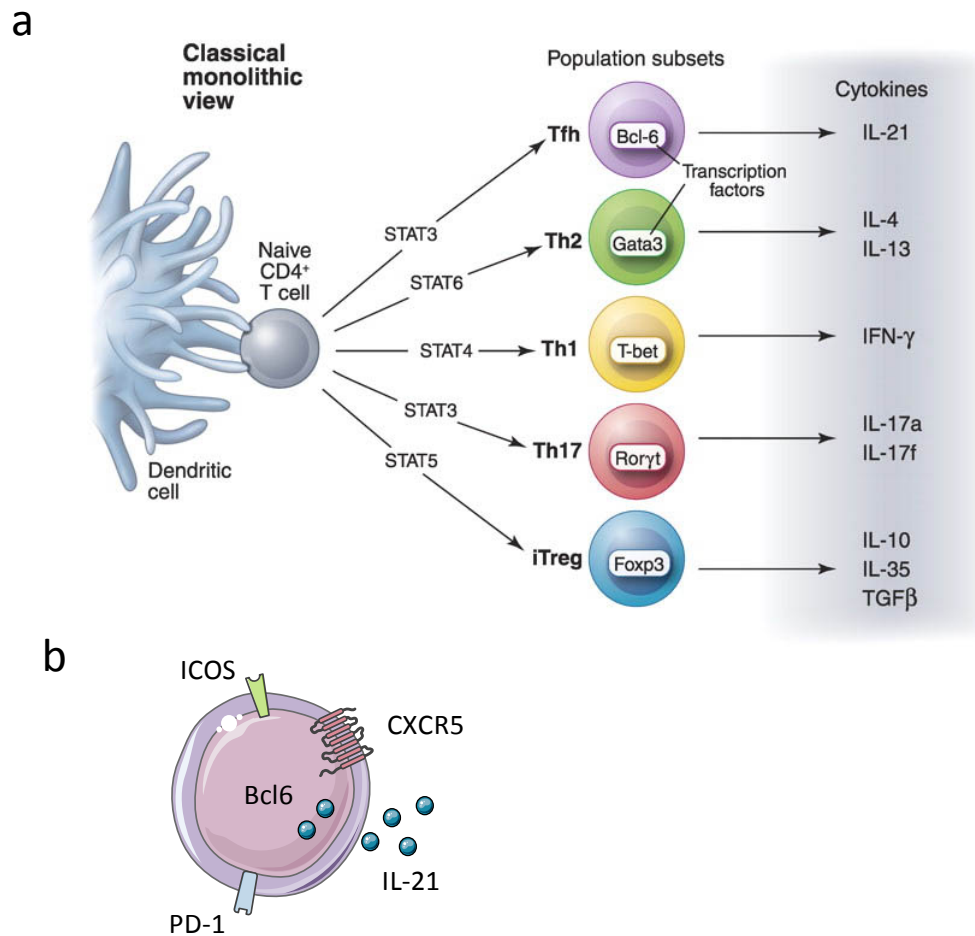 a
Classical
monolithic
view
Population subsets
Cytokines
Naive
CD4⁺
T cell
Dendritic
cell
STAT3
Tfh
Bcl-6
IL-21
Transcription
factors
STAT6
Th2
Gata3
IL-4
IL-13
STAT4
Th1
T-bet
IFN-γ
STAT3
Th17
Rorγt
IL-17a
IL-17f
STAT5
iTreg
Foxp3
IL-10
IL-35
TGFβ
b
ICOS
CXCR5
Bcl6
IL-21
PD-1